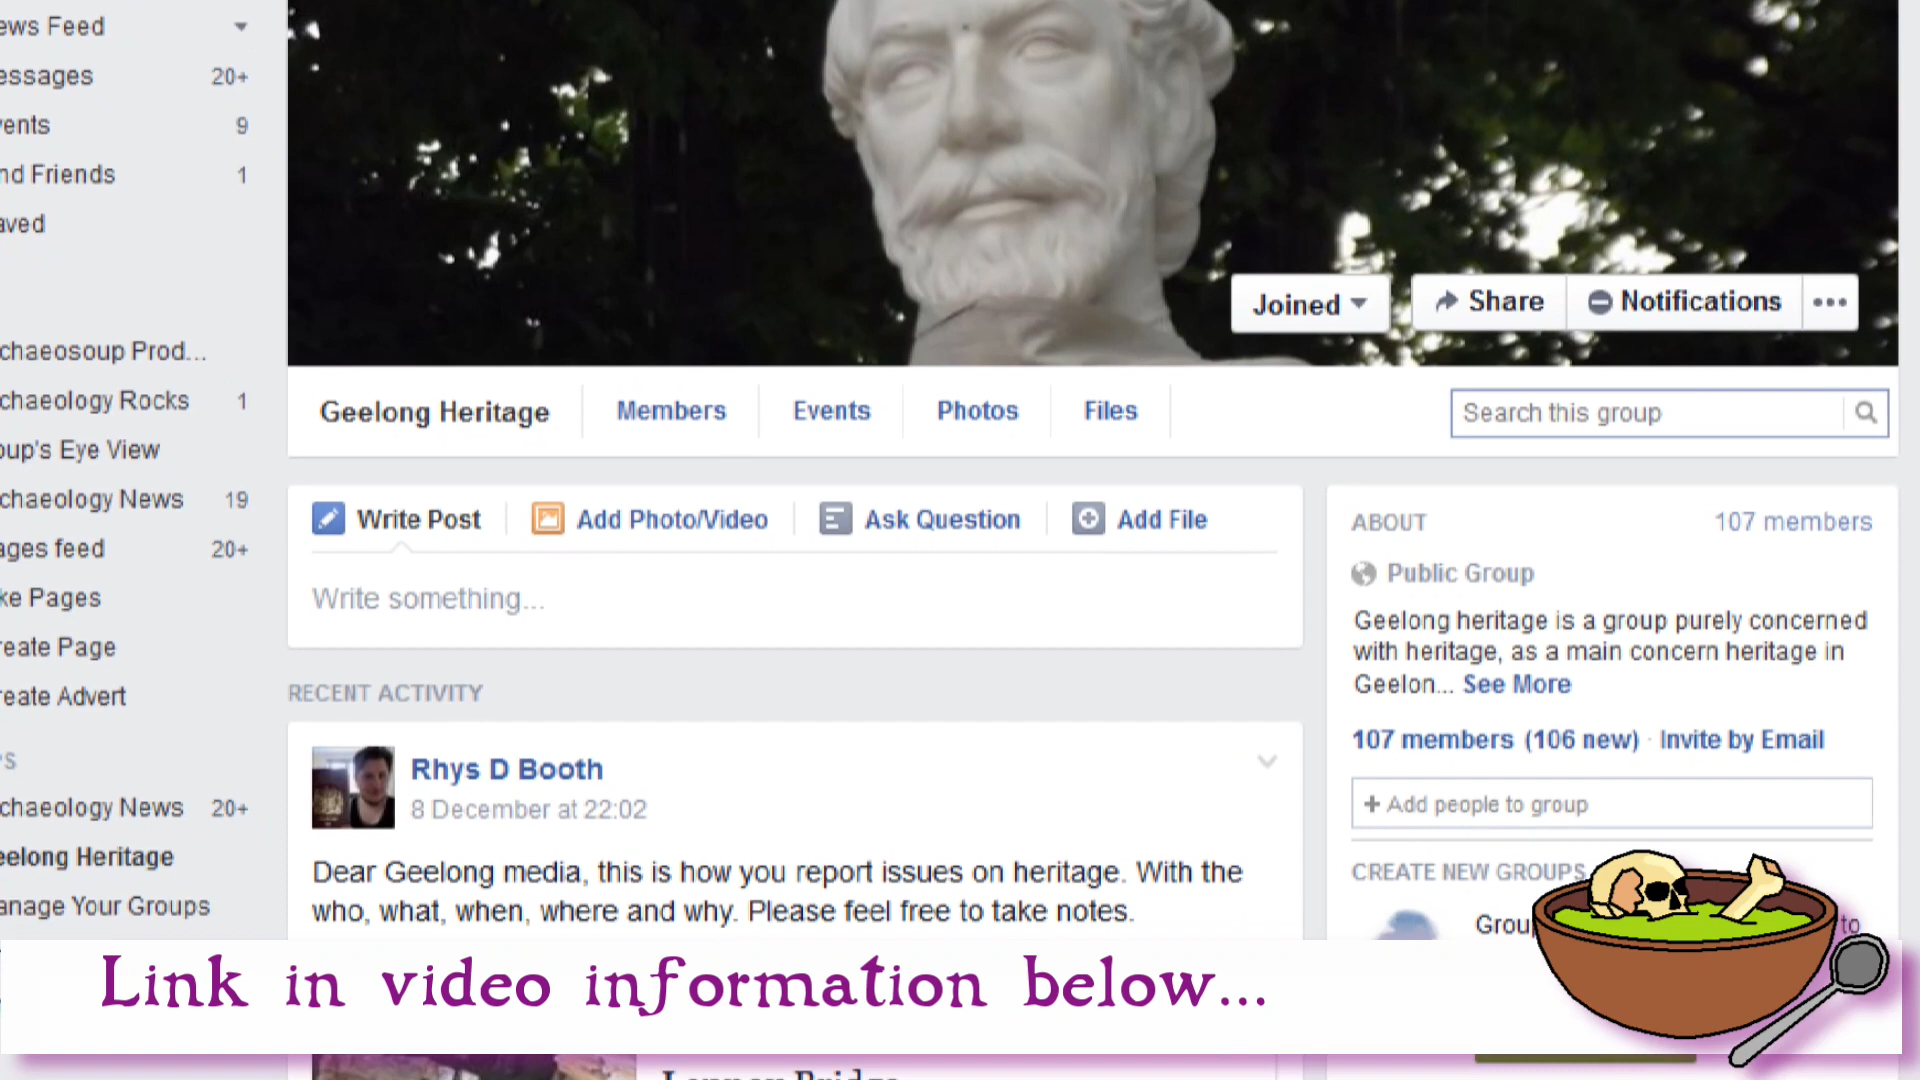 ews Feed
essages 20+
ents 9
nd Friends 1
aved
chaeosoup Prod...
chaeology Rocks 1
oup's Eye View
chaeology News 19
ages feed 20+
ke Pages
reate Page
reate Advert
PS
chaeology News 20+
eelong Heritage
anage Your Groups
Joined
Share
Notifications
Geelong Heritage
Members
Events
Photos
Files
Search this group
Write Post
Add Photo/Video
Ask Question
Add File
Write something...
RECENT ACTIVITY
Rhys D Booth
8 December at 22:02
Dear Geelong media, this is how you report issues on heritage. With the
who, what, when, where and why. Please feel free to take notes.
ABOUT 107 members
Public Group
Geelong heritage is a group purely concerned
with heritage, as a main concern heritage in
Geelon... See More
107 members (106 new) · Invite by Email
+ Add people to group
CREATE NEW GROUPS
Grou to
Link in video information below...